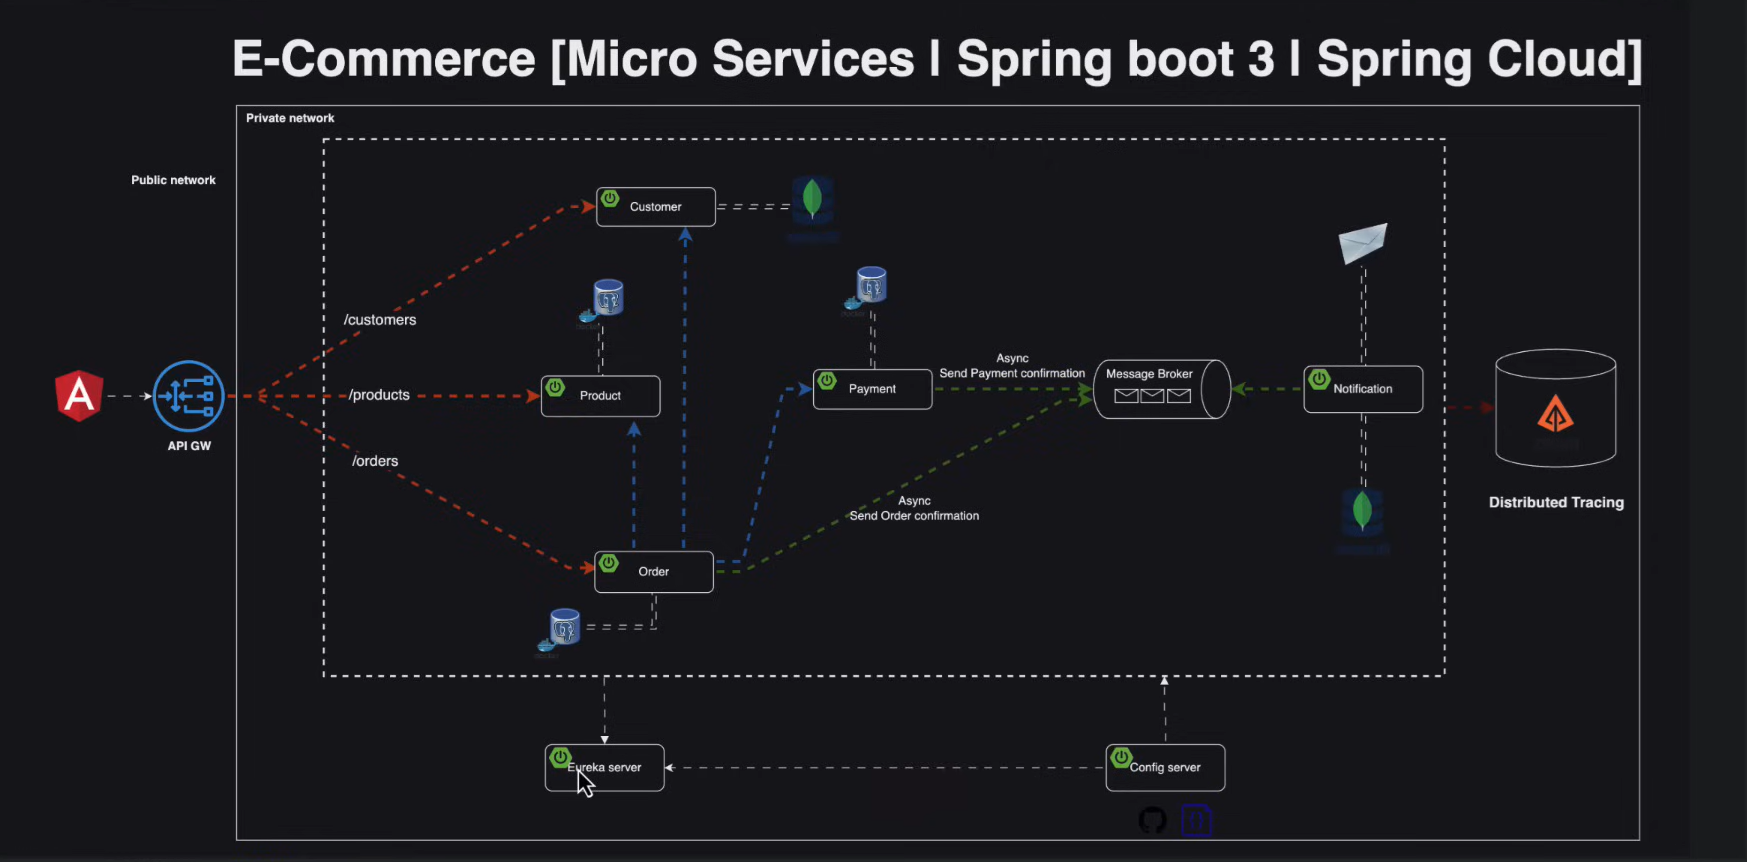 E-Commerce [Micro Services | Spring boot 3 | Spring Cloud]
Private network
Public network
Customer
/customers
Async
Send Payment confirmation
Message Broker
Product
Payment
Notification
/products
API GW
/orders
Async
Send Order confirmation
Distributed Tracing
Order
Eureka server
Config server